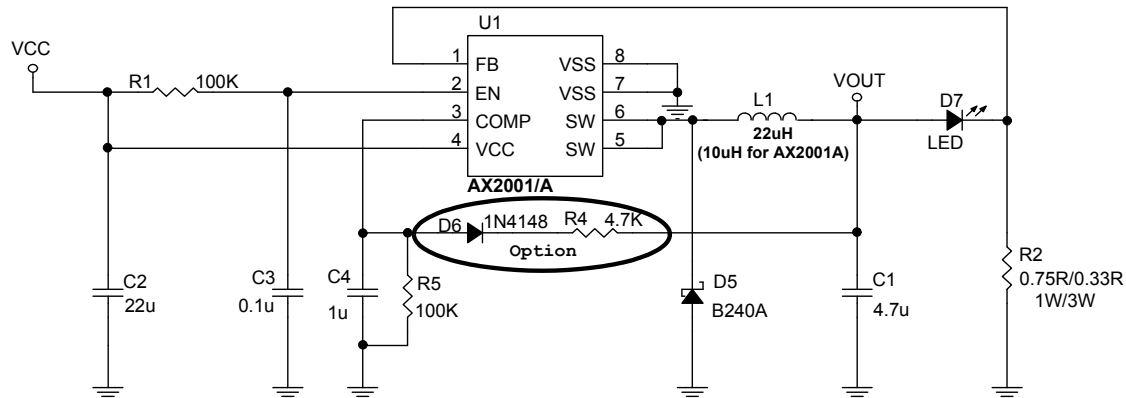 U1
VCC
VOUT
R1
100K
1
FB
VSS
8
2
EN
VSS
7
3
COMP
SW
6
4
VCC
SW
5
AX2001/A
L1
22uH
(10uH for AX2001A)
D7
LED
D6
1N4148
R4
4.7K
Option
C2
22u
C3
0.1u
C4
1u
R5
100K
D5
B240A
C1
4.7u
R2
0.75R/0.33R
1W/3W